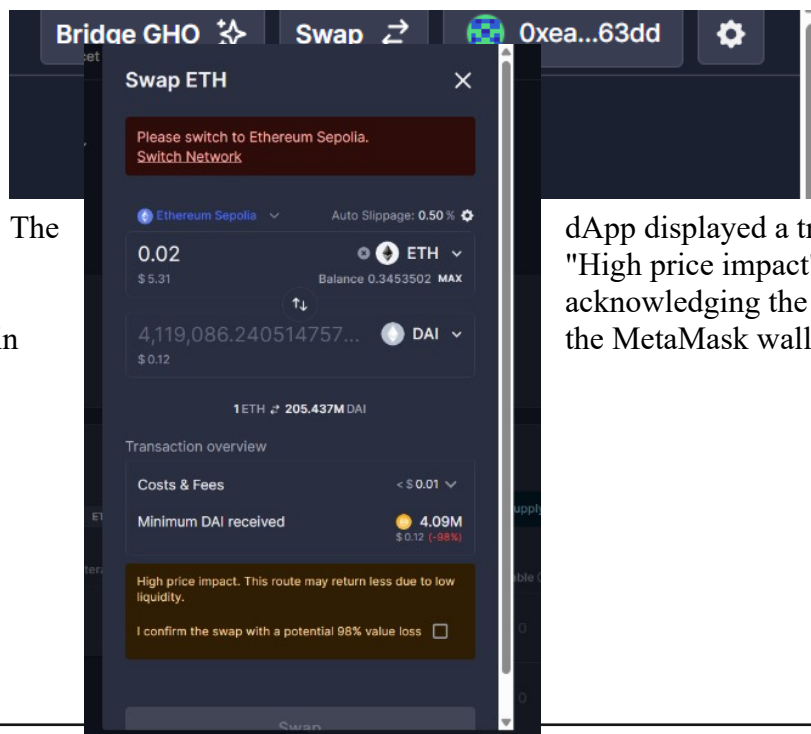 Bridge GHO Swap 0xea...63dd
Swap ETH
Please switch to Ethereum Sepolia.
Switch Network
Ethereum Sepolia Auto Slippage: 0.50 %
The dApp displayed a
0.02 ETH
"High price impact
$ 5.31 Balance 0.3453502 MAX
acknowledging the
4,119,086.240514757... DAI
the MetaMask
$ 0.12
1 ETH ⇄ 205.437M DAI
Transaction overview
Costs & Fees < $ 0.01
Minimum DAI received 4.09M
$ 0.12 (-98%)
High price impact. This route may return less due to low
liquidity.
I confirm the swap with a potential 98% value loss
0
0
Swap